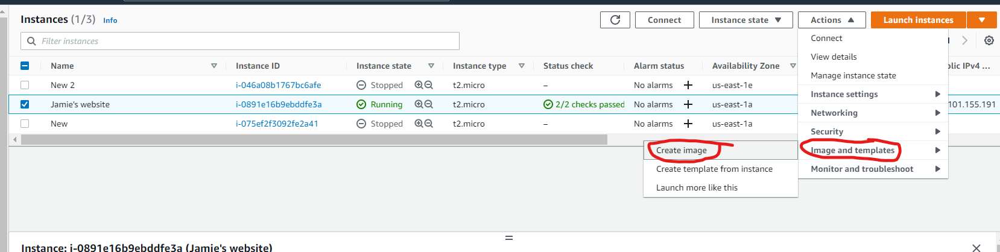 Instances (1/3) Info
Connect Instance state Actions Launch instances
Filter instances
Name Instance ID Instance state Instance type Status check Alarm status Availability Zone blic IPv4 ...
New 2 i-046a08b1767bc6afe Stopped t2.micro – No alarms + us-east-1e
Jamie's website i-0891e16b9ebddfe3a Running t2.micro 2/2 checks passed No alarms + us-east-1a 101.155.191
New i-075ef2f3092fe2a41 Stopped t2.micro – No alarms + us-east-1a
Connect
View details
Manage instance state
Instance settings
Networking
Security
Image and templates
Monitor and troubleshoot
Create image
Create template from instance
Launch more like this
Instance: i-0891e16b9ebddfe3a (Jamie's website)